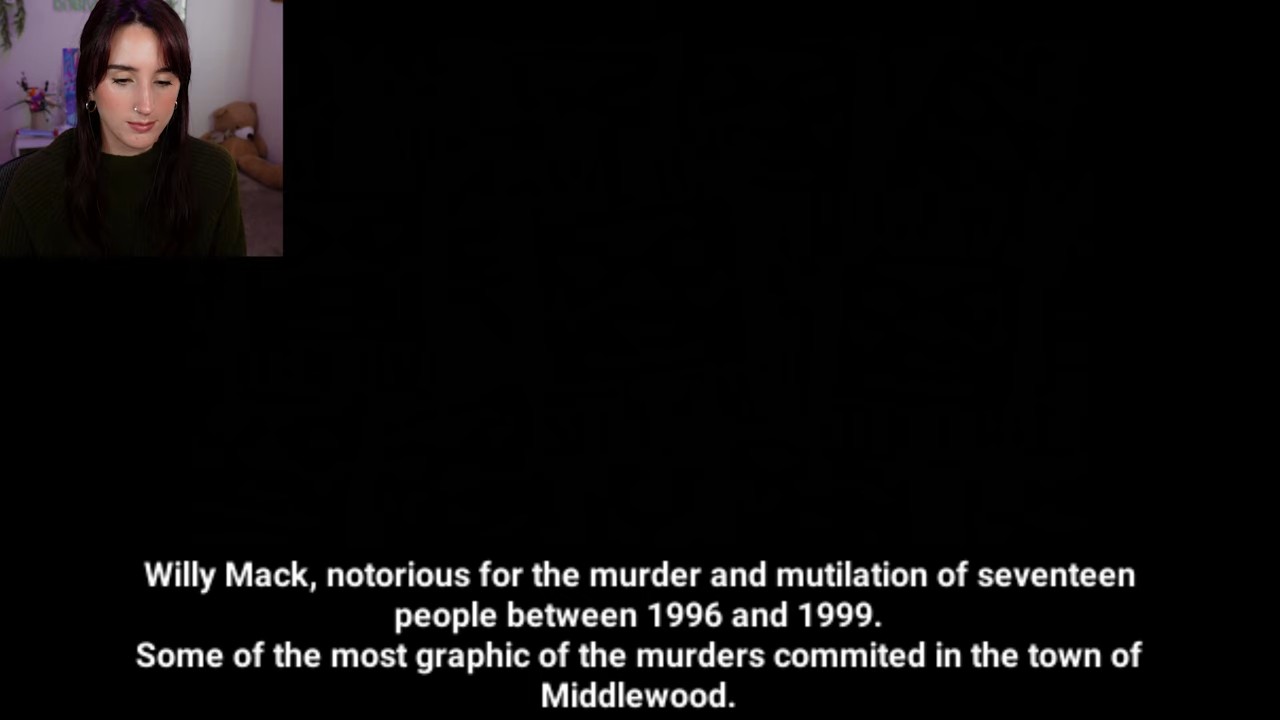 Willy Mack, notorious for the murder and mutilation of seventeen
people between 1996 and 1999.
Some of the most graphic of the murders commited in the town of
Middlewood.